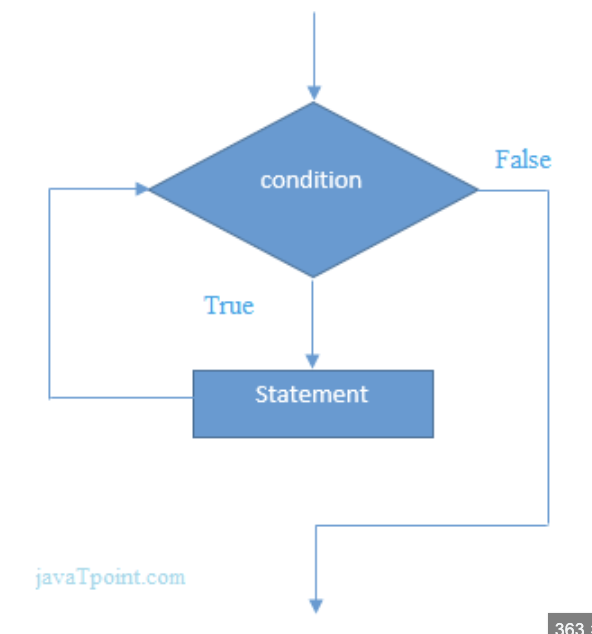 False
condition
True
Statement
javaTpoint.com
363